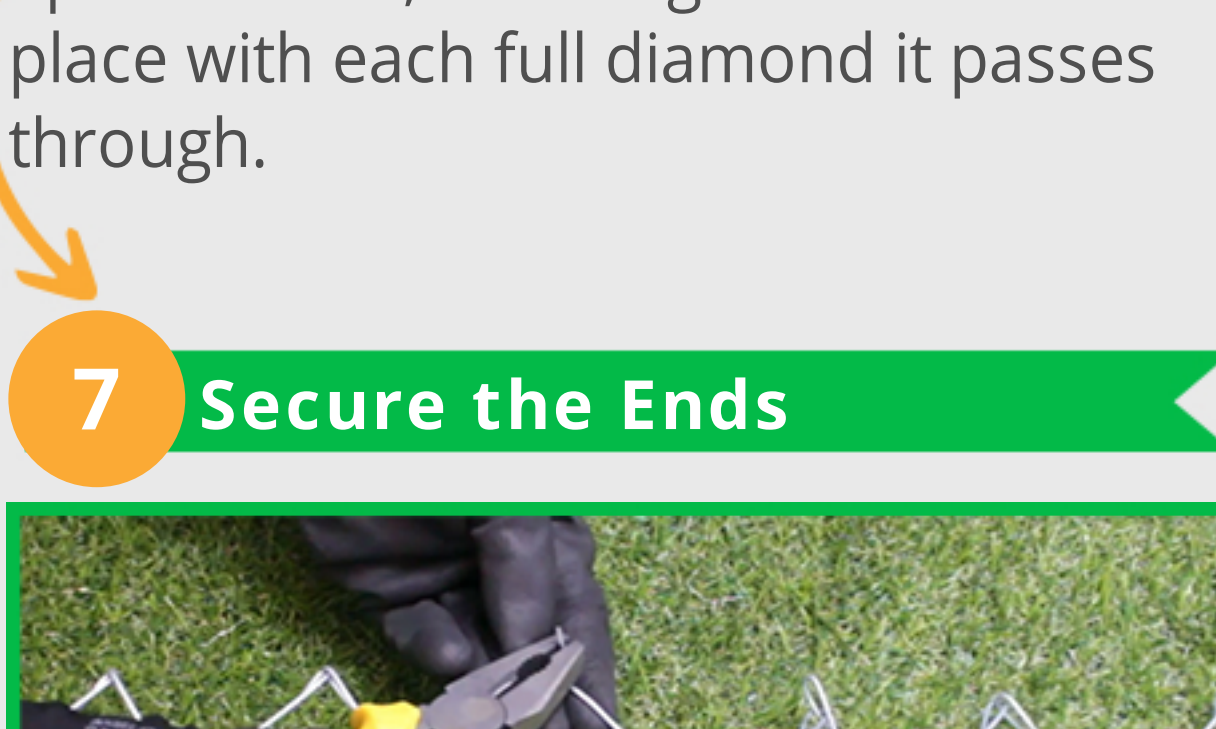 place with each full diamond it passes
through.
7
Secure the Ends